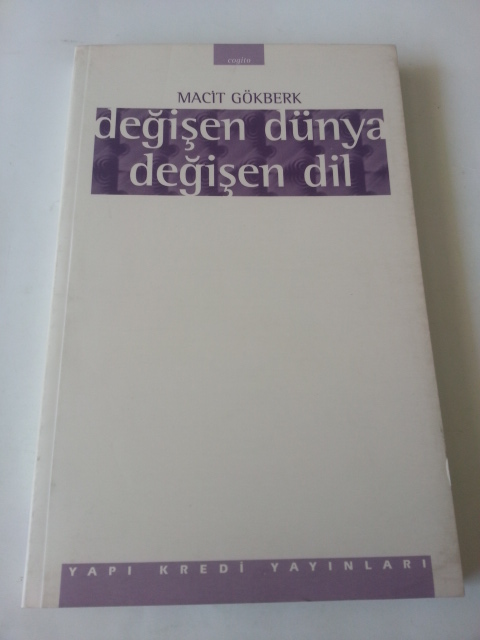 cogito
MACİT GÖKBERK
değişen dünya
değişen dil
YAPI KREDİ YAYINLARI